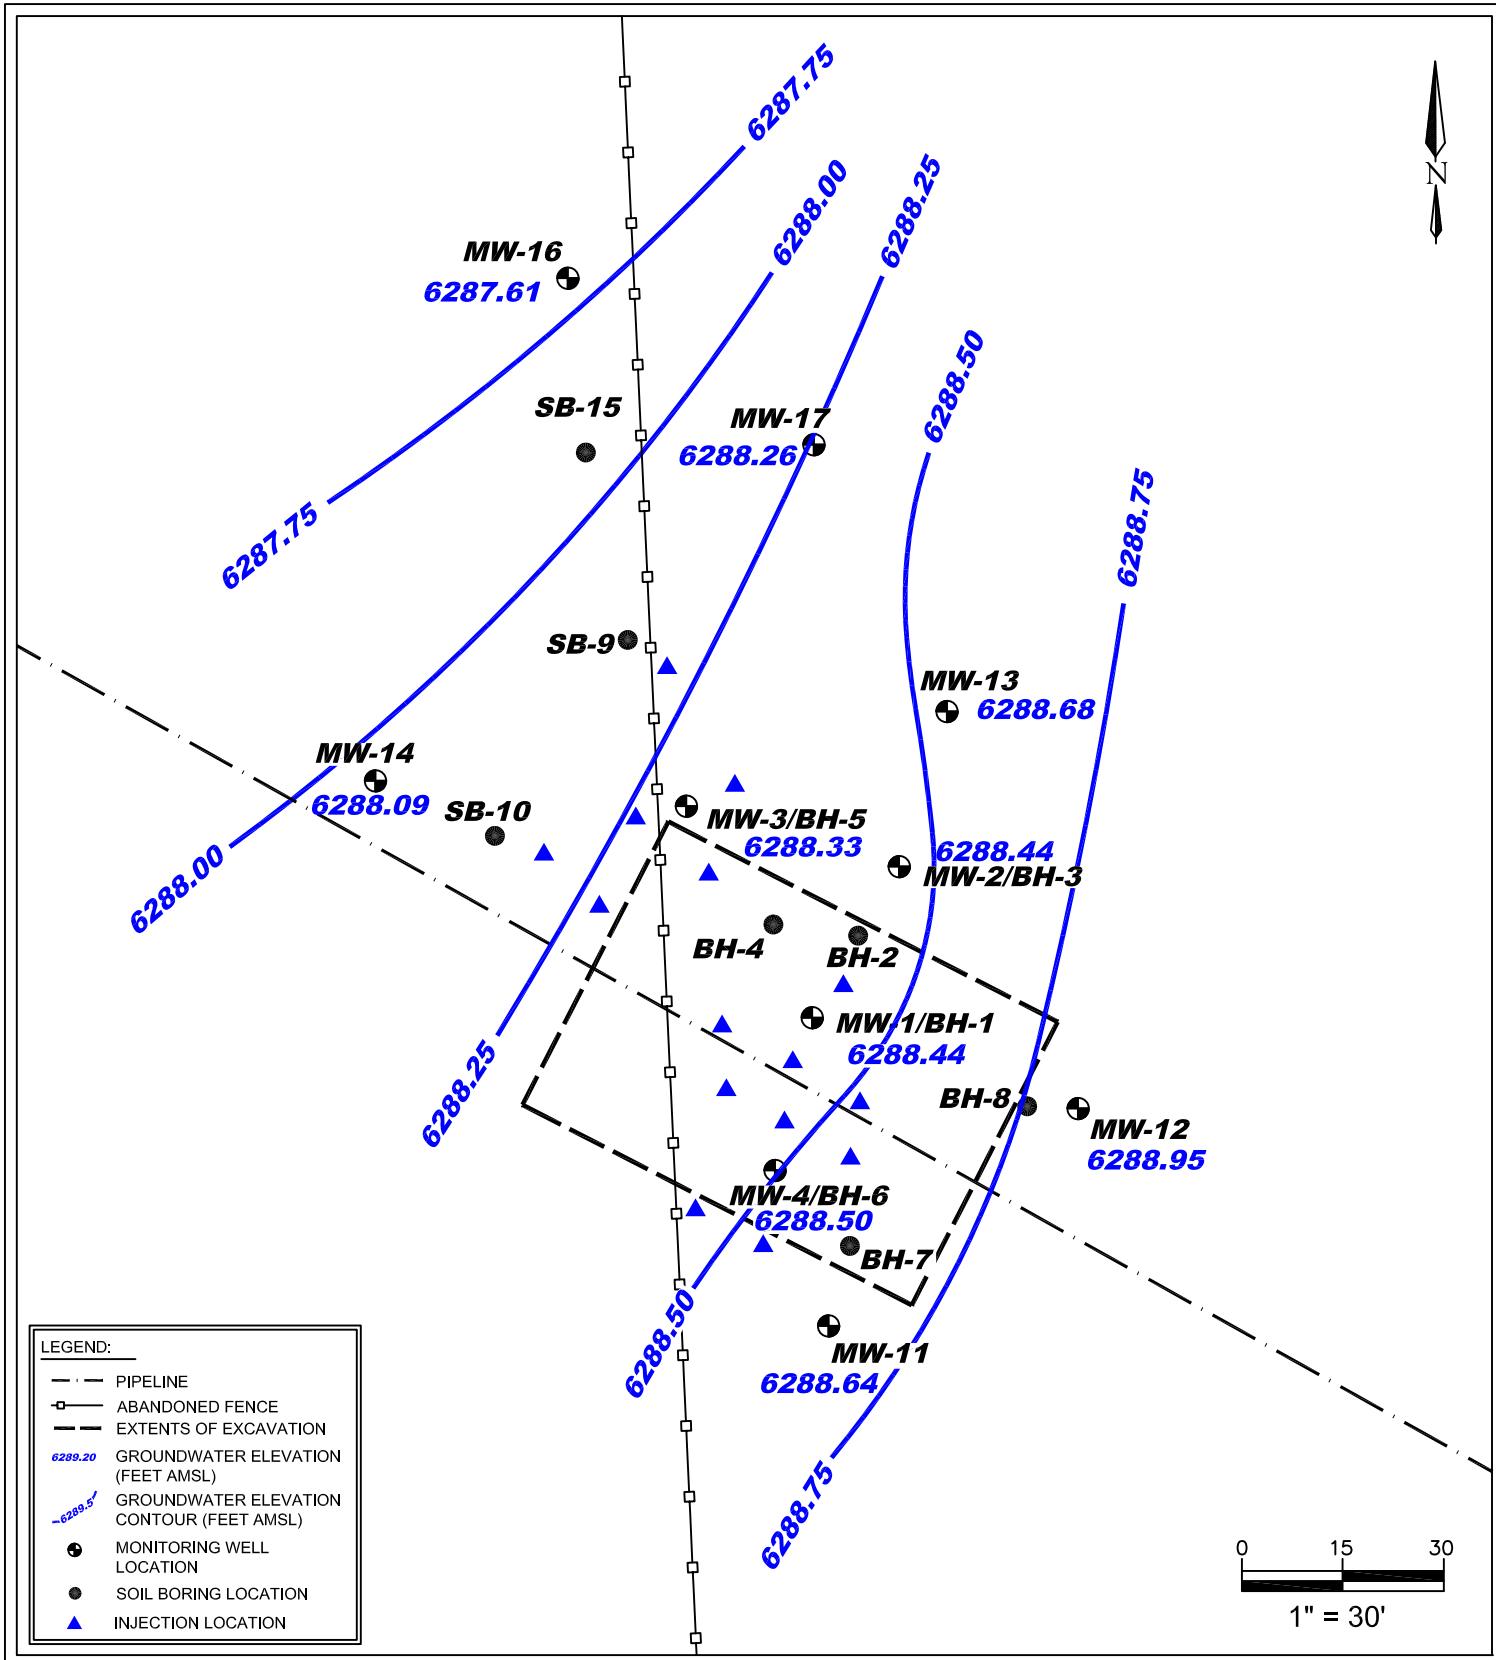 6287.75
6288.00
6288.25
N
MW-16
6287.61
6288.50
SB-15
MW-17
6288.26
6288.75
6287.75
SB-9
MW-13
6288.68
MW-14
6288.09
SB-10
MW-3/BH-5
6288.33
6288.44
MW-2/BH-3
6288.00
BH-4
BH-2
MW-1/BH-1
6288.44
6288.25
BH-8
MW-12
6288.95
MW-4/BH-6
6288.50
BH-7
6288.50
MW-11
6288.64
6288.75
LEGEND:
PIPELINE
ABANDONED FENCE
EXTENTS OF EXCAVATION
6289.20 GROUNDWATER ELEVATION
(FEET AMSL)
6289.5 GROUNDWATER ELEVATION
CONTOUR (FEET AMSL)
MONITORING WELL
LOCATION
SOIL BORING LOCATION
INJECTION LOCATION
0 15 30
1" = 30'